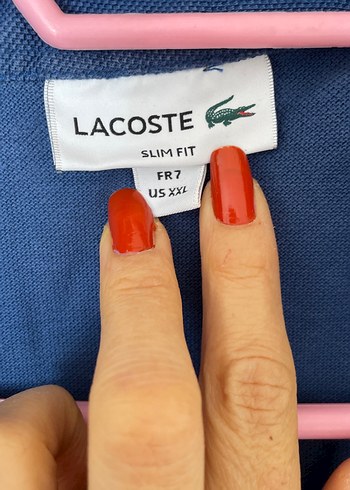 LACOSTE
SLIM FIT
FR 7
US XXL